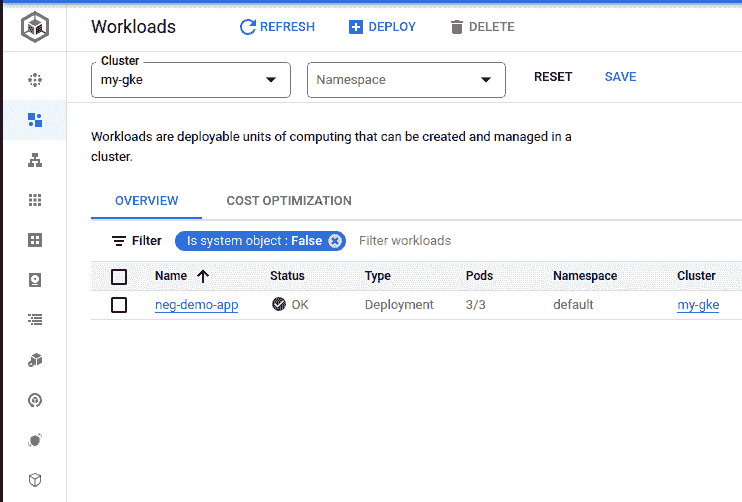 Workloads
REFRESH
DEPLOY
DELETE
Cluster
my-gke
Namespace
RESET
SAVE
Workloads are deployable units of computing that can be created and managed in a
cluster.
OVERVIEW
COST OPTIMIZATION
Filter
Is system object : False
Filter workloads
Name Status Type Pods Namespace Cluster
neg-demo-app OK Deployment 3/3 default my-gke